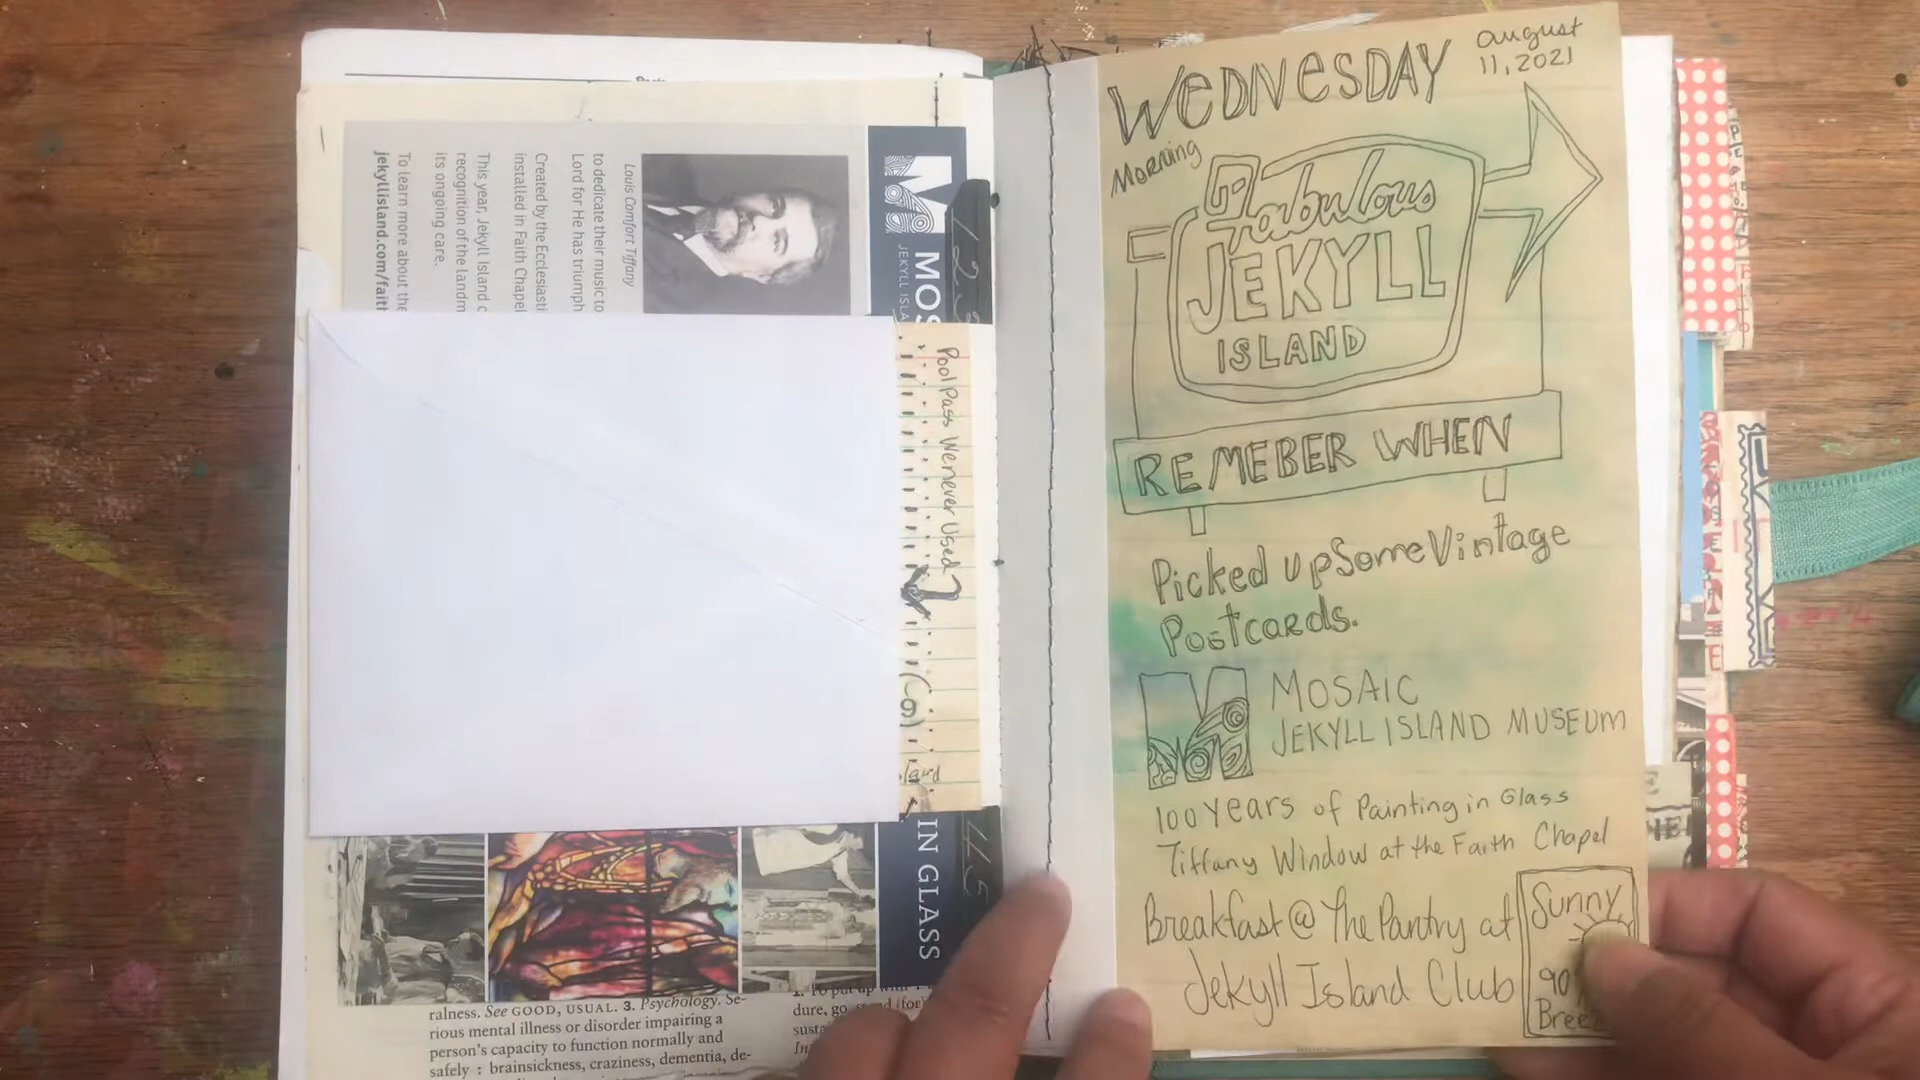 Louis Comfort Tiffany
to dedicate their music to
Lord for He has triumph
Created by the Ecclesiasti
installed in Faith Chapel
This year, Jekyll Island c
recognition of the landm
its ongoing care.
To learn more about the
jekyllisland.com/faith
MOS
JEKYLL ISLA
IN GLASS
Pool Pass We never Used
ralness. See GOOD, USUAL. 3. Psychology. Se-
rious mental illness or disorder impairing a
person's capacity to function normally and
safely : brainsickness, craziness, dementia, de-
dure, go
WEDNESDAY
august
11, 2021
Morning
Fabulous
JEKYLL
ISLAND
REMEBER WHEN
Picked up Some Vintage
Postcards.
MOSAIC
JEKYLL ISLAND MUSEUM
100 Years of Painting in Glass
Tiffany Window at the Faith Chapel
Breakfast @ The Pantry at
Jekyll Island Club
Sunny
90
Bree